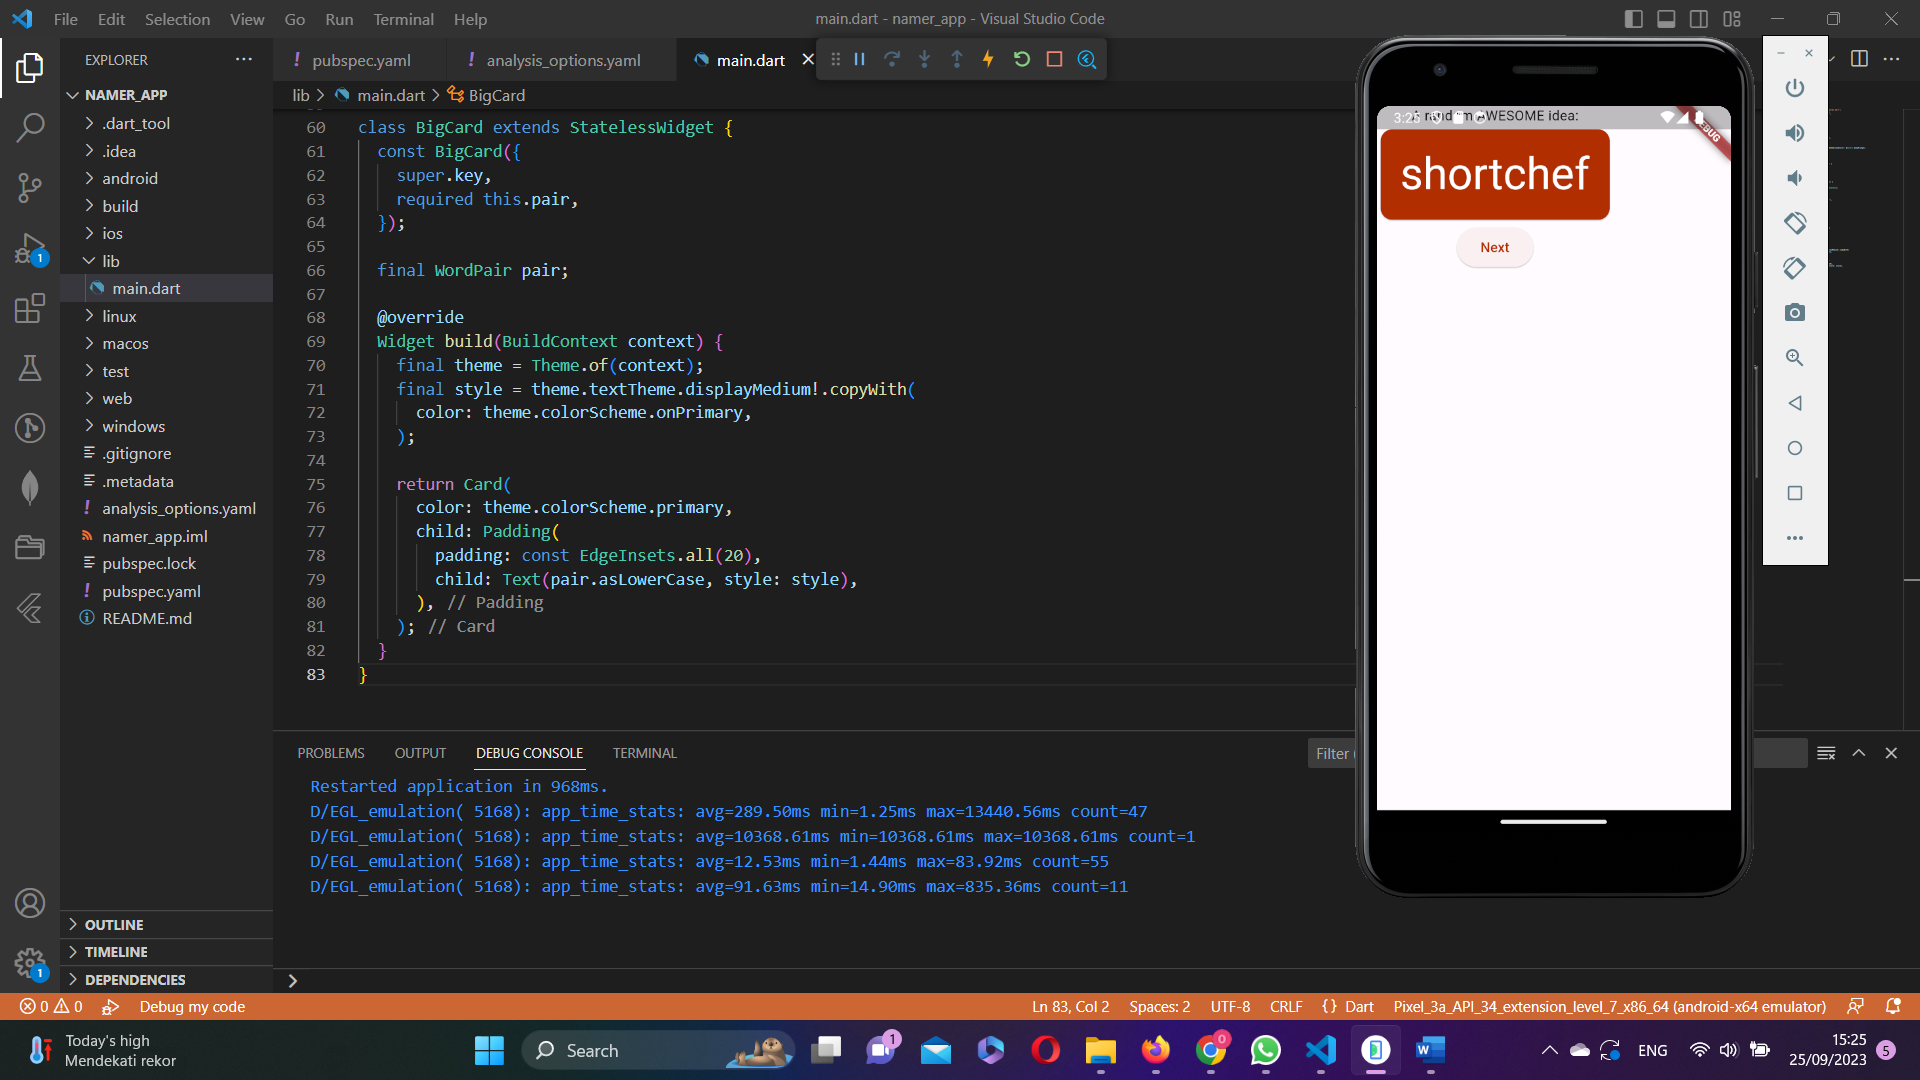 File Edit Selection View Go Run Terminal Help
main.dart - namer_app - Visual Studio Code
EXPLORER
NAMER_APP
.dart_tool
.idea
android
build
ios
lib
main.dart
linux
macos
test
web
windows
.gitignore
.metadata
! analysis_options.yaml
namer_app.iml
pubspec.lock
! pubspec.yaml
README.md
OUTLINE
TIMELINE
DEPENDENCIES
! pubspec.yaml ! analysis_options.yaml main.dart
lib > main.dart > BigCard
60 class BigCard extends StatelessWidget {
61 const BigCard({
62 super.key,
63 required this.pair,
64 });
65
66 final WordPair pair;
67
68 @override
69 Widget build(BuildContext context) {
70 final theme = Theme.of(context);
71 final style = theme.textTheme.displayMedium!.copyWith(
72 color: theme.colorScheme.onPrimary,
73 );
74
75 return Card(
76 color: theme.colorScheme.primary,
77 child: Padding(
78 padding: const EdgeInsets.all(20),
79 child: Text(pair.asLowerCase, style: style),
80 ), // Padding
81 ); // Card
82 }
83 }
PROBLEMS OUTPUT DEBUG CONSOLE TERMINAL
Filter
Restarted application in 968ms.
D/EGL_emulation( 5168): app_time_stats: avg=289.50ms min=1.25ms max=13440.56ms count=47
D/EGL_emulation( 5168): app_time_stats: avg=10368.61ms min=10368.61ms max=10368.61ms count=1
D/EGL_emulation( 5168): app_time_stats: avg=12.53ms min=1.44ms max=83.92ms count=55
D/EGL_emulation( 5168): app_time_stats: avg=91.63ms min=14.90ms max=835.36ms count=11
AWESOME idea:
DEBUG
shortchef
Next
0 0 Debug my code
Ln 83, Col 2 Spaces: 2 UTF-8 CRLF {} Dart Pixel_3a_API_34_extension_level_7_x86_64 (android-x64 emulator)
Today's high
Mendekati rekor
Search
ENG
15:25
25/09/2023
5